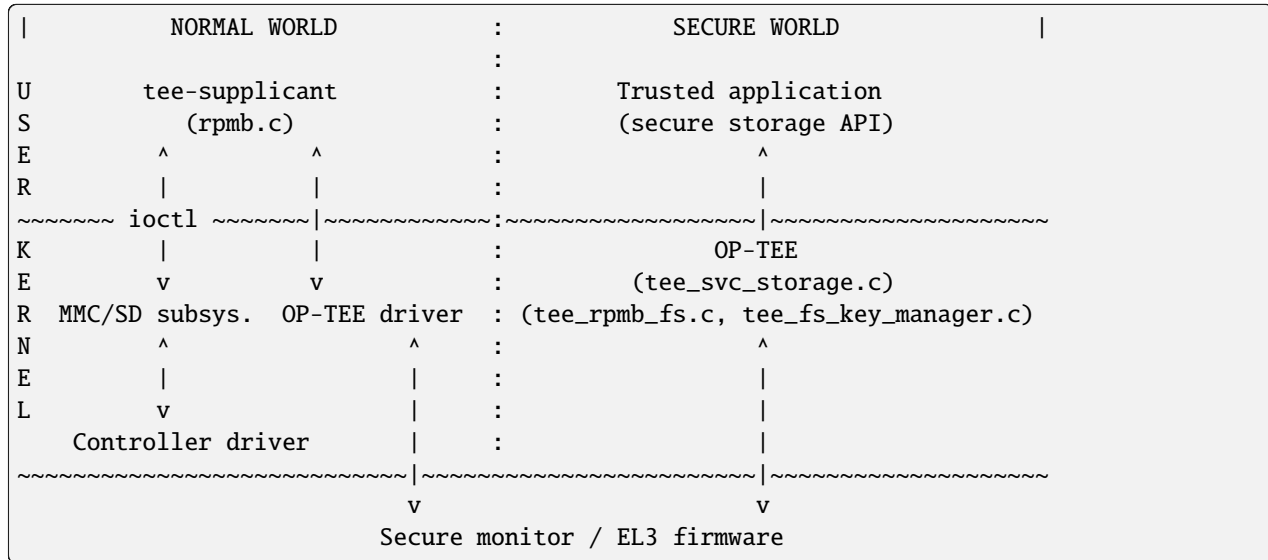 |          NORMAL WORLD           :            SECURE WORLD              |
                                  :
U        tee-supplicant           :        Trusted application
S           (rpmb.c)              :        (secure storage API)
E         ^          ^            :                  ^
R         |          |            :                  |
~~~~~~~ ioctl ~~~~~~~|~~~~~~~~~~~~:~~~~~~~~~~~~~~~~~~|~~~~~~~~~~~~~~~~~~~~
K         |          |            :               OP-TEE
E         v          v            :         (tee_svc_storage.c)
R  MMC/SD subsys.  OP-TEE driver  : (tee_rpmb_fs.c, tee_fs_key_manager.c)
N         ^                 ^     :                  ^
E         |                 |     :                  |
L         v                 |     :                  |
    Controller driver       |     :                  |
~~~~~~~~~~~~~~~~~~~~~~~~~~~~|~~~~~~~~~~~~~~~~~~~~~~~~|~~~~~~~~~~~~~~~~~~~~
                            v                        v
                          Secure monitor / EL3 firmware